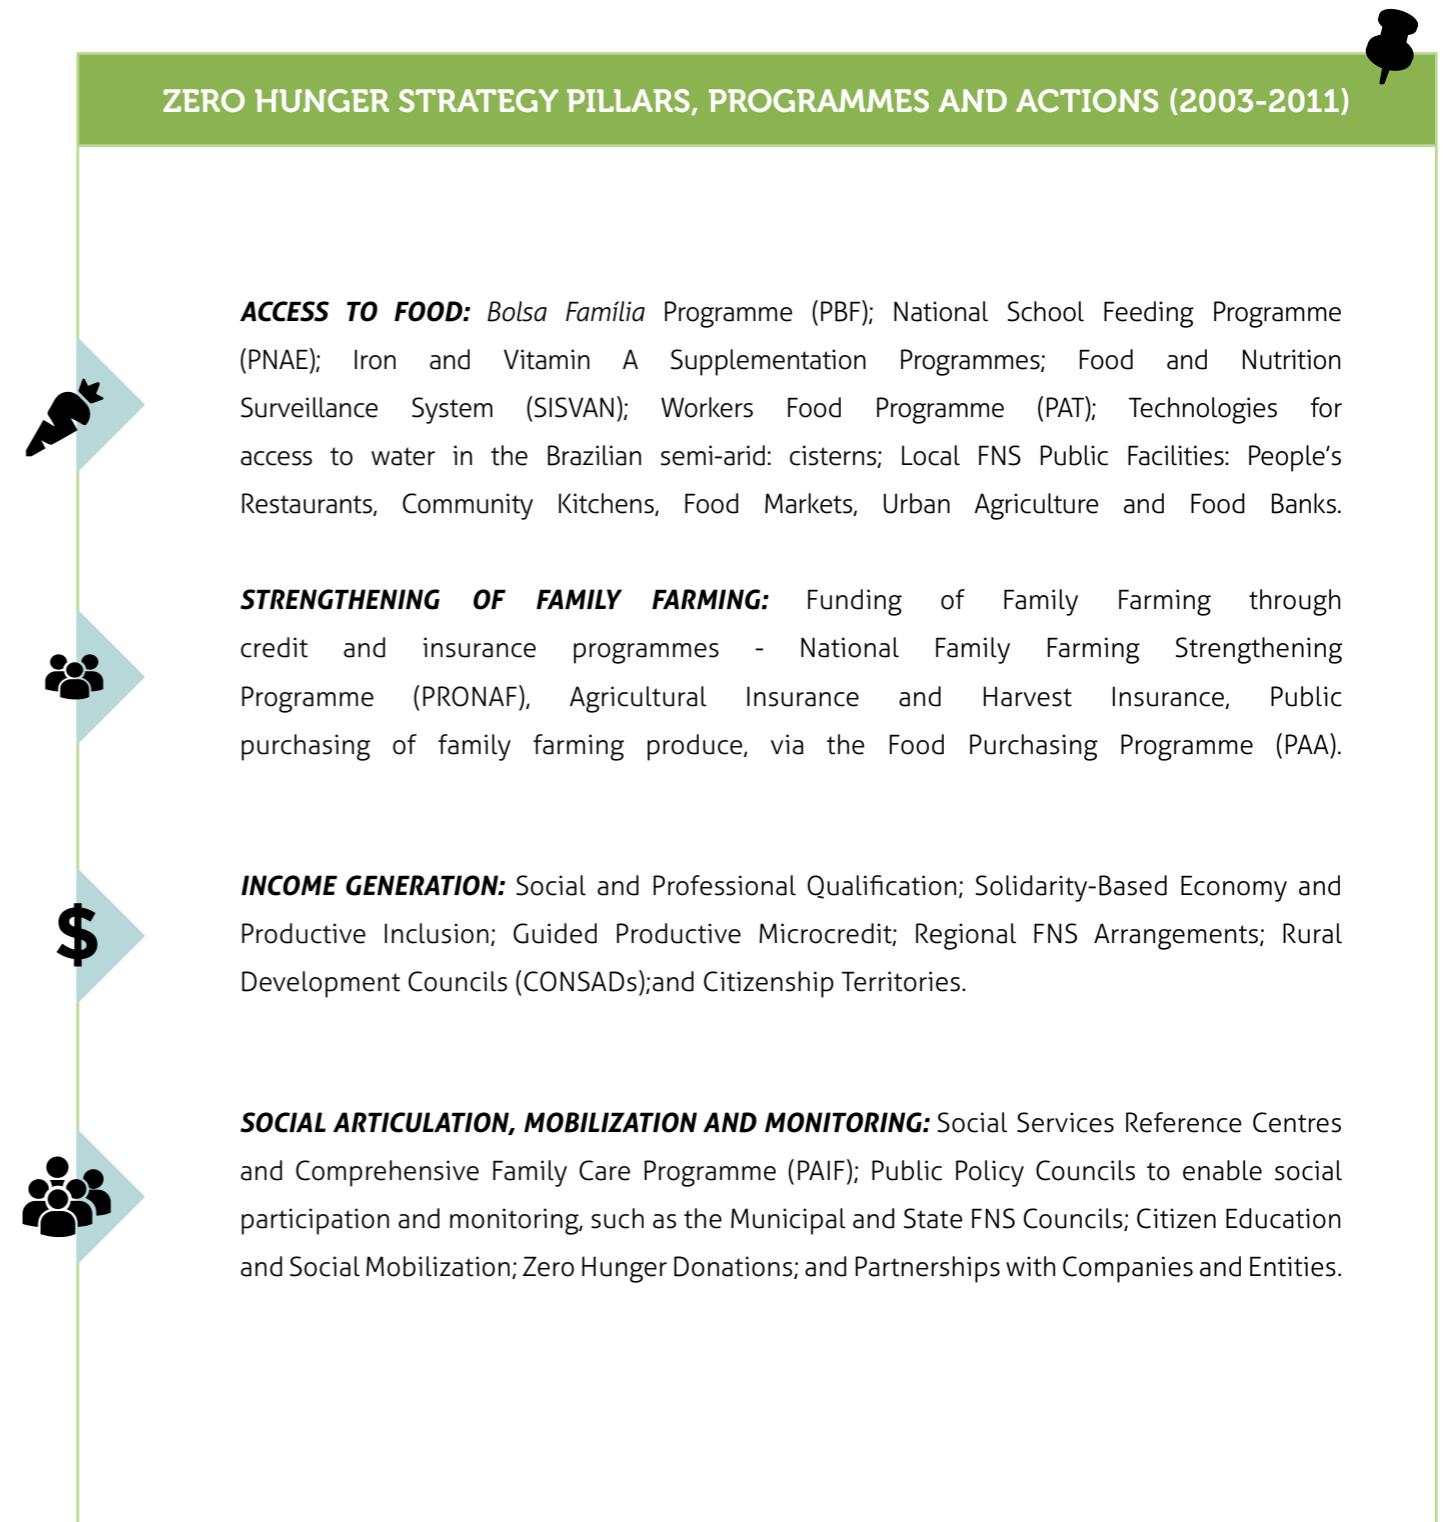 ZERO HUNGER STRATEGY PILLARS, PROGRAMMES AND ACTIONS (2003-2011)
ACCESS TO FOOD: Bolsa Família Programme (PBF); National School Feeding Programme
(PNAE); Iron and Vitamin A Supplementation Programmes; Food and Nutrition
Surveillance System (SISVAN); Workers Food Programme (PAT); Technologies for
access to water in the Brazilian semi-arid: cisterns; Local FNS Public Facilities: People's
Restaurants, Community Kitchens, Food Markets, Urban Agriculture and Food Banks.
STRENGTHENING OF FAMILY FARMING: Funding of Family Farming through
credit and insurance programmes - National Family Farming Strengthening
Programme (PRONAF), Agricultural Insurance and Harvest Insurance, Public
purchasing of family farming produce, via the Food Purchasing Programme (PAA).
INCOME GENERATION: Social and Professional Qualification; Solidarity-Based Economy and
Productive Inclusion; Guided Productive Microcredit; Regional FNS Arrangements; Rural
Development Councils (CONSADs);and Citizenship Territories.
SOCIAL ARTICULATION, MOBILIZATION AND MONITORING: Social Services Reference Centres
and Comprehensive Family Care Programme (PAIF); Public Policy Councils to enable social
participation and monitoring, such as the Municipal and State FNS Councils; Citizen Education
and Social Mobilization; Zero Hunger Donations; and Partnerships with Companies and Entities.